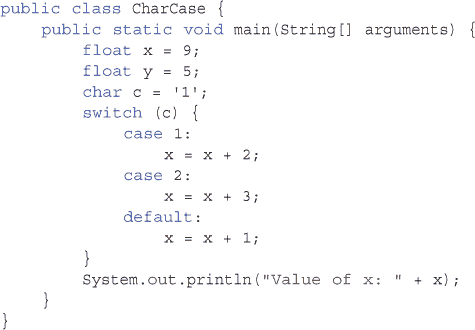 public class CharCase {
    public static void main(String[] arguments) {
        float x = 9;
        float y = 5;
        char c = '1';
        switch (c) {
            case 1:
                x = x + 2;
            case 2:
                x = x + 3;
            default:
                x = x + 1;
        }
        System.out.println("Value of x: " + x);
    }
}